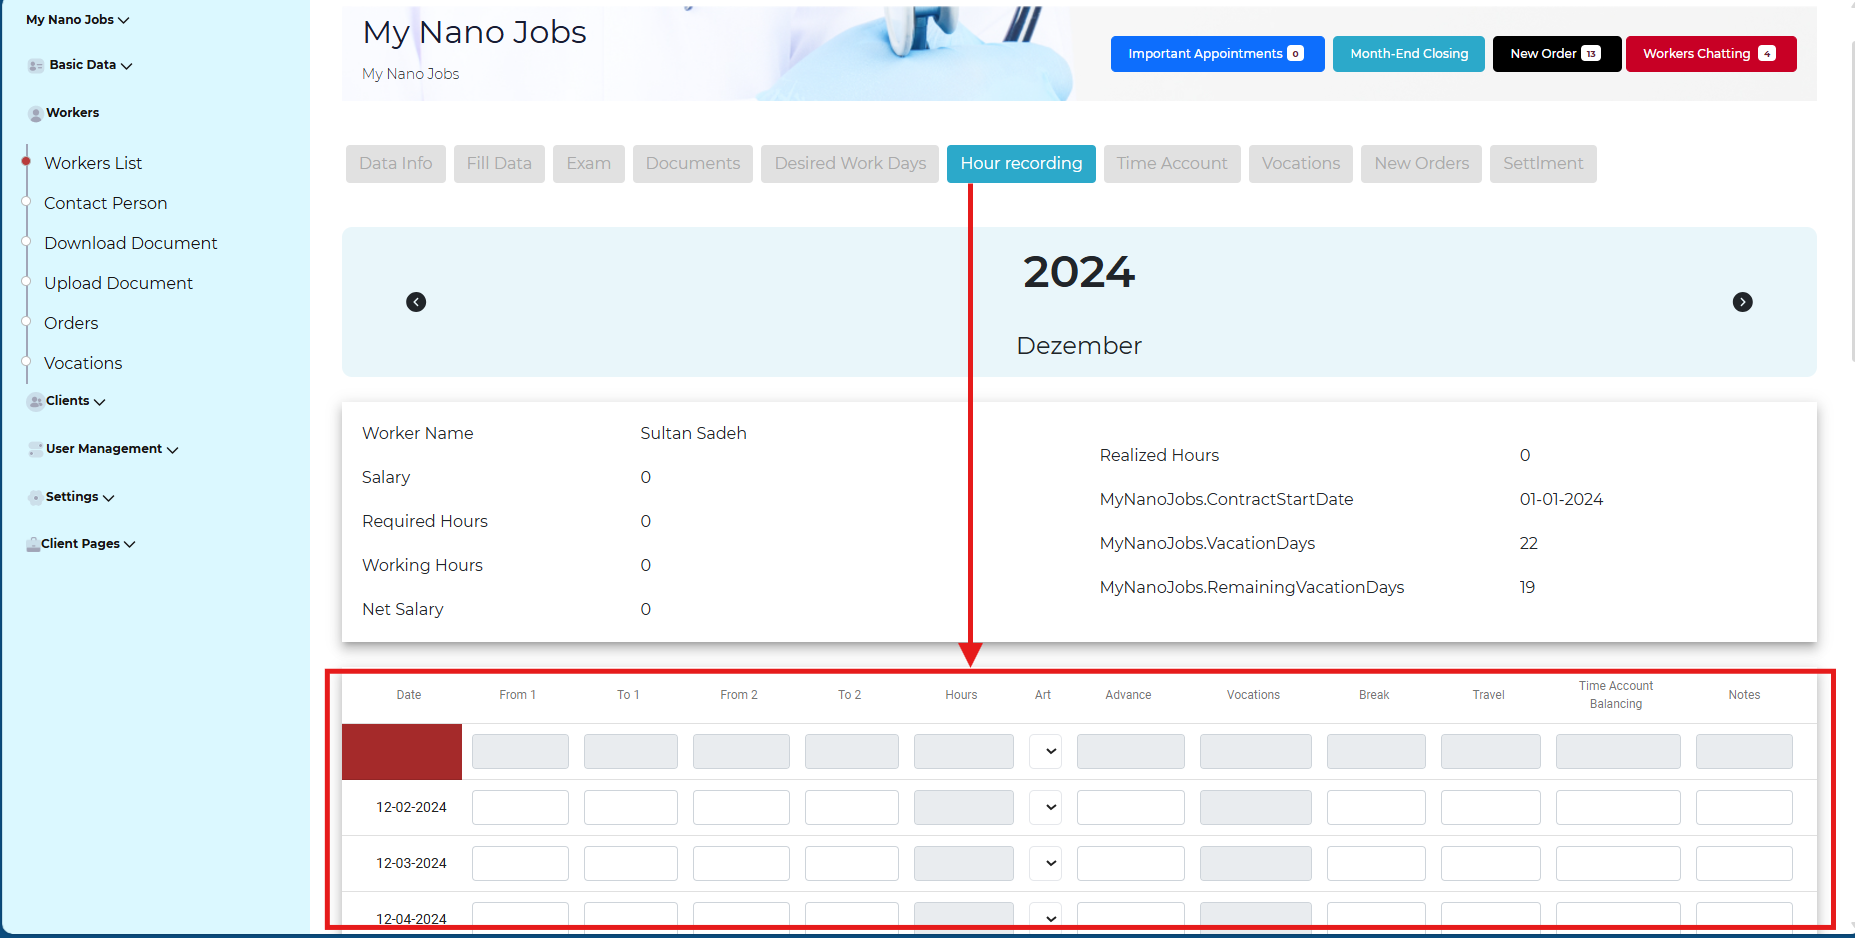 My Nano Jobs
Basic Data
Workers
Workers List
Contact Person
Download Document
Upload Document
Orders
Vocations
Clients
User Management
Settings
Client Pages
My Nano Jobs
My Nano Jobs
Important Appointments 0
Month-End Closing
New Order 13
Workers Chatting 4
Data Info
Fill Data
Exam
Documents
Desired Work Days
Hour recording
Time Account
Vocations
New Orders
Settlment
2024
Dezember
Worker Name Sultan Sadeh
Salary 0
Required Hours 0
Working Hours 0
Net Salary 0
Realized Hours 0
MyNanoJobs.ContractStartDate 01-01-2024
MyNanoJobs.VacationDays 22
MyNanoJobs.RemainingVacationDays 19
Date From 1 To 1 From 2 To 2 Hours Art Advance Vocations Break Travel Time Account Balancing Notes
12-02-2024
12-03-2024
12-04-2024